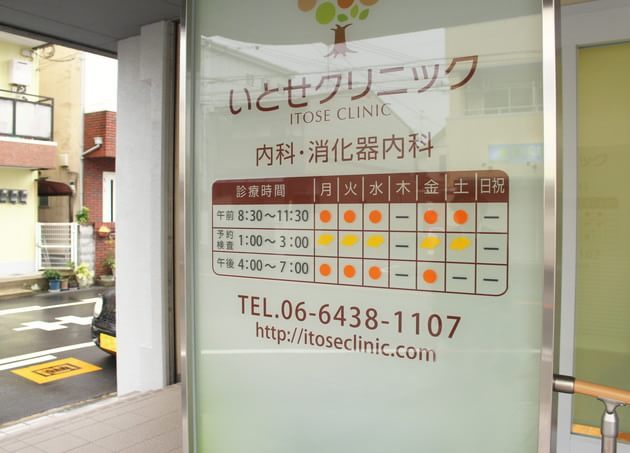 いとせクリニック
ITOSE CLINIC
内科・消化器内科
診療時間 月 火 水 木 金 土 日祝
午前 8:30～11:30 ● ● ● － ● ● －
予約検査 1:00～3:00 － －
午後 4:00～7:00 ● ● ● － ● － －
TEL.06-6438-1107
http://itoseclinic.com